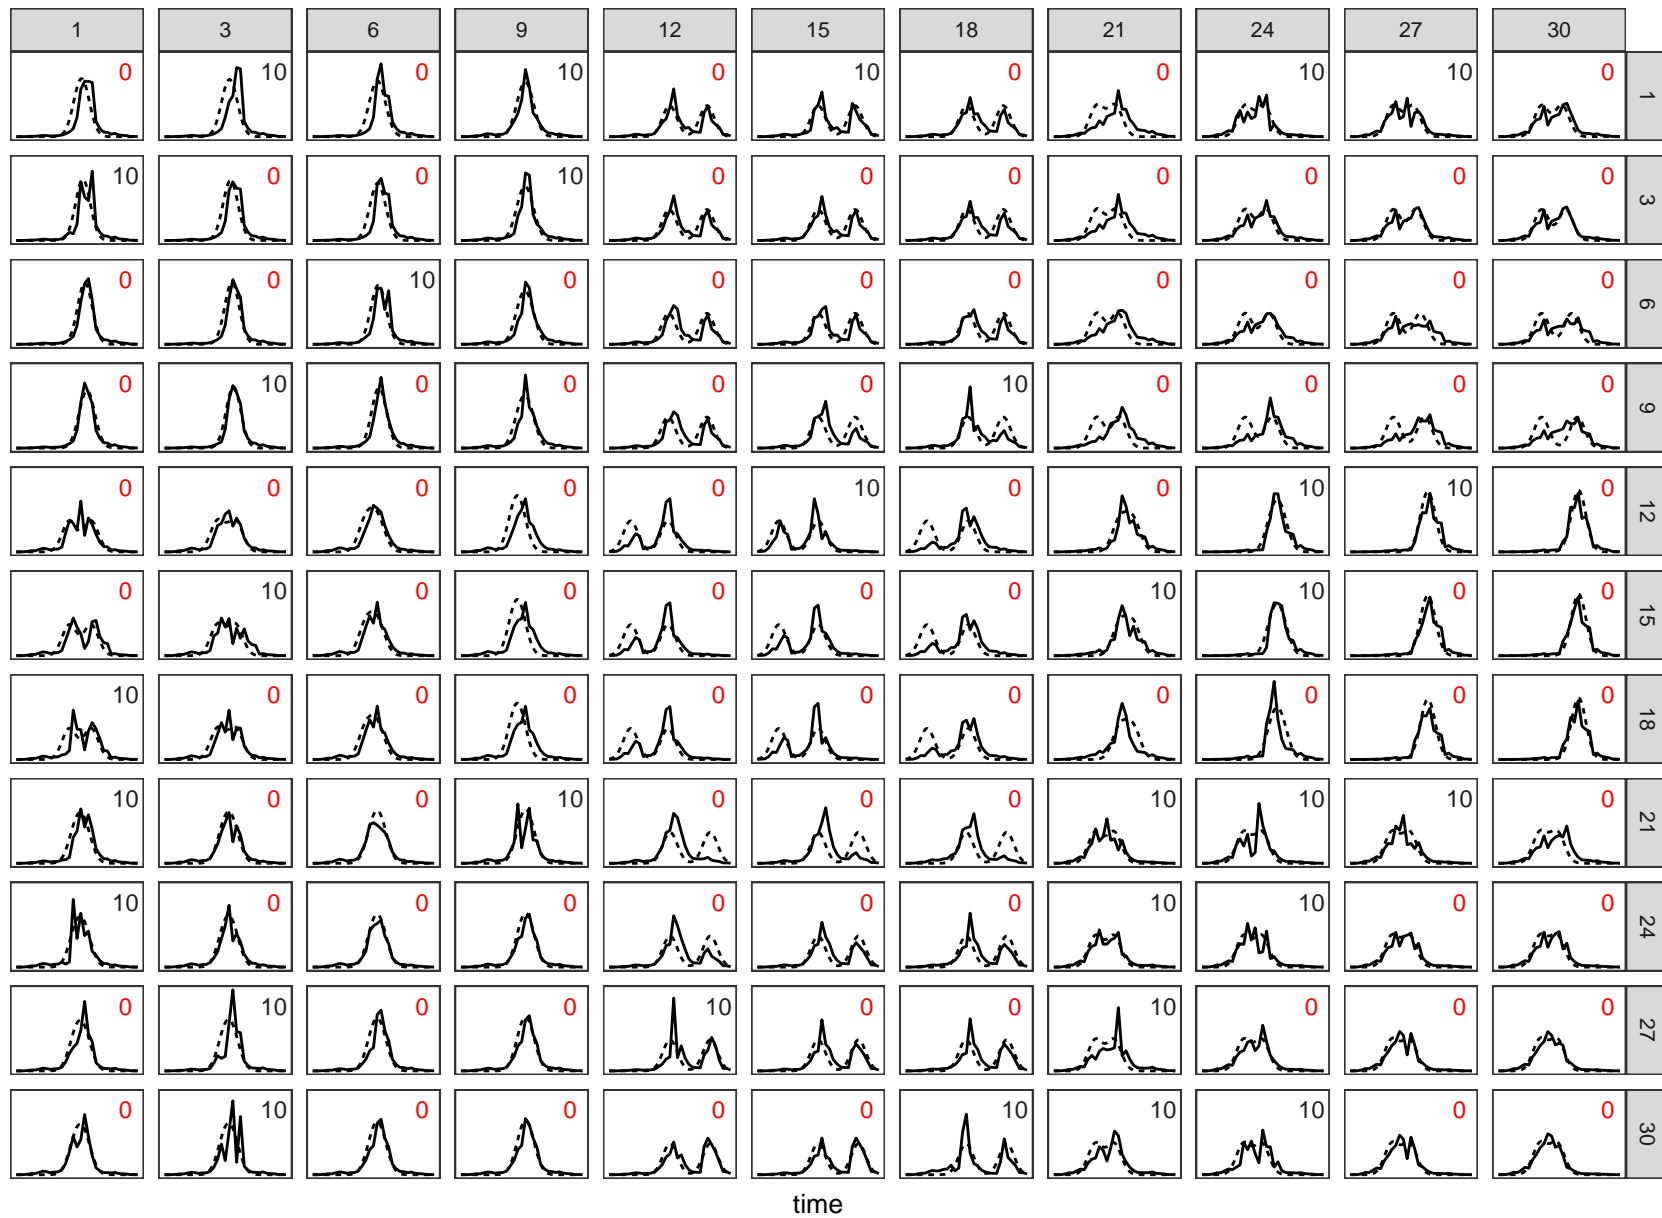 1 3 6 9 12 15 18 21 24 27 30
0 10 0 10 0 10 0 0 10 10 0 1
10 0 0 10 0 0 0 0 0 0 0 3
0 0 10 0 0 0 0 0 0 0 0 6
0 10 0 0 0 0 10 0 0 0 0 9
0 0 0 0 0 10 0 0 10 10 0 12
0 10 0 0 0 0 0 10 10 0 0 15
10 0 0 0 0 0 0 0 0 0 0 18
10 0 0 10 0 0 0 10 10 10 0 21
10 0 0 0 0 0 0 10 10 0 0 24
0 10 0 0 10 0 0 10 0 0 0 27
0 10 0 0 0 0 10 10 10 0 0 30
time